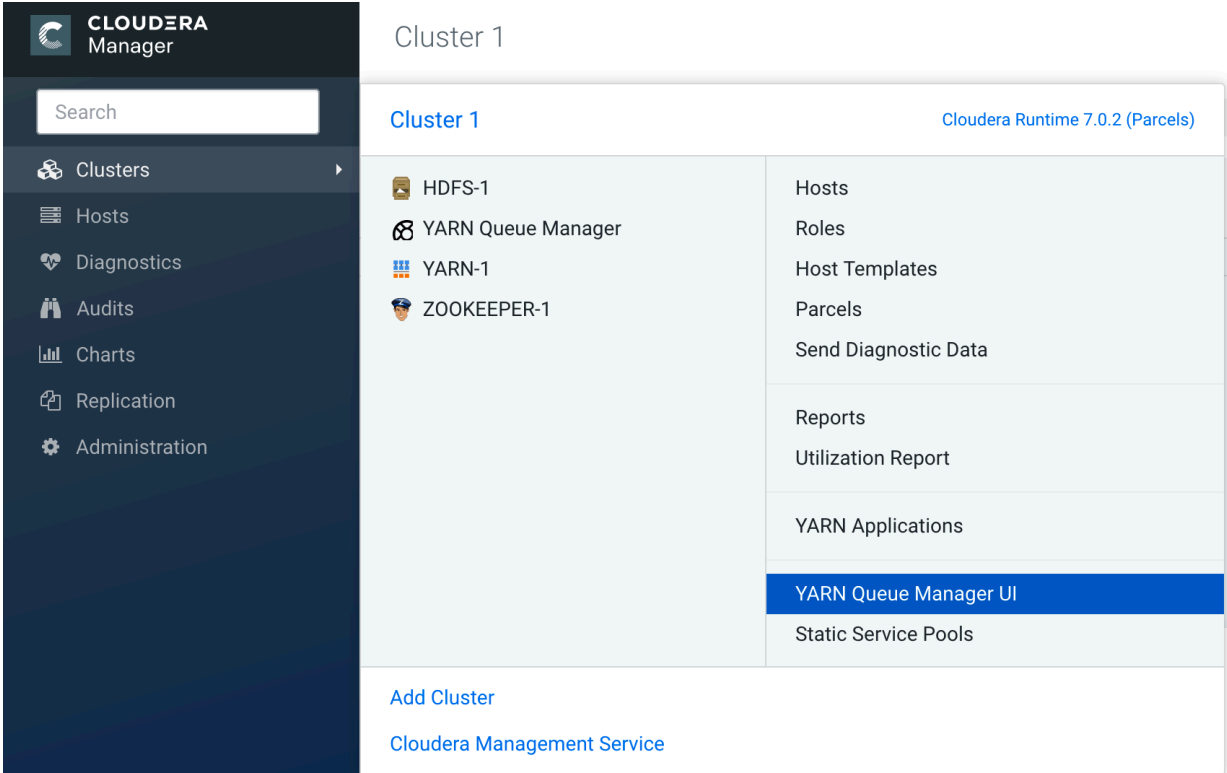 CLOUDERA
Manager
Search
Clusters
Hosts
Diagnostics
Audits
Charts
Replication
Administration
Cluster 1
Cluster 1
Cloudera Runtime 7.0.2 (Parcels)
HDFS-1
YARN Queue Manager
YARN-1
ZOOKEEPER-1
Hosts
Roles
Host Templates
Parcels
Send Diagnostic Data
Reports
Utilization Report
YARN Applications
YARN Queue Manager UI
Static Service Pools
Add Cluster
Cloudera Management Service